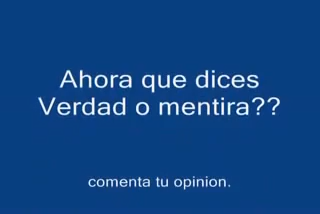 Ahora que dices
Verdad o mentira??
comenta tu opinion.